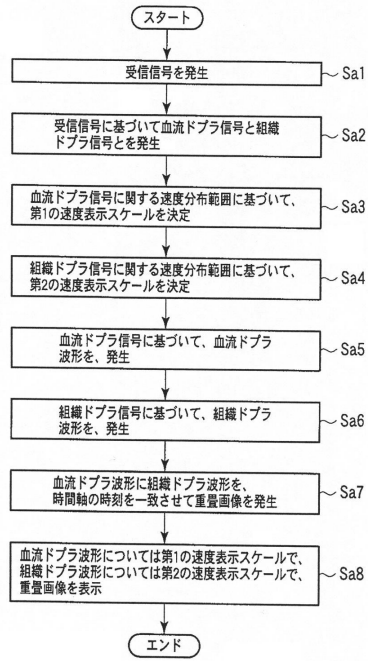 スタート
受信信号を発生
Sa1
受信信号に基づいて血流ドプラ信号と組織
ドプラ信号とを発生
Sa2
血流ドプラ信号に関する速度分布範囲に基づいて、
第1の速度表示スケールを決定
Sa3
組織ドプラ信号に関する速度分布範囲に基づいて、
第2の速度表示スケールを決定
Sa4
血流ドプラ信号に基づいて、血流ドプラ
波形を、発生
Sa5
組織ドプラ信号に基づいて、組織ドプラ
波形を、発生
Sa6
血流ドプラ波形に組織ドプラ波形を、
時間軸の時刻を一致させて重畳画像を発生
Sa7
血流ドプラ波形については第1の速度表示スケールで、
組織ドプラ波形については第2の速度表示スケールで、
重畳画像を表示
Sa8
エンド